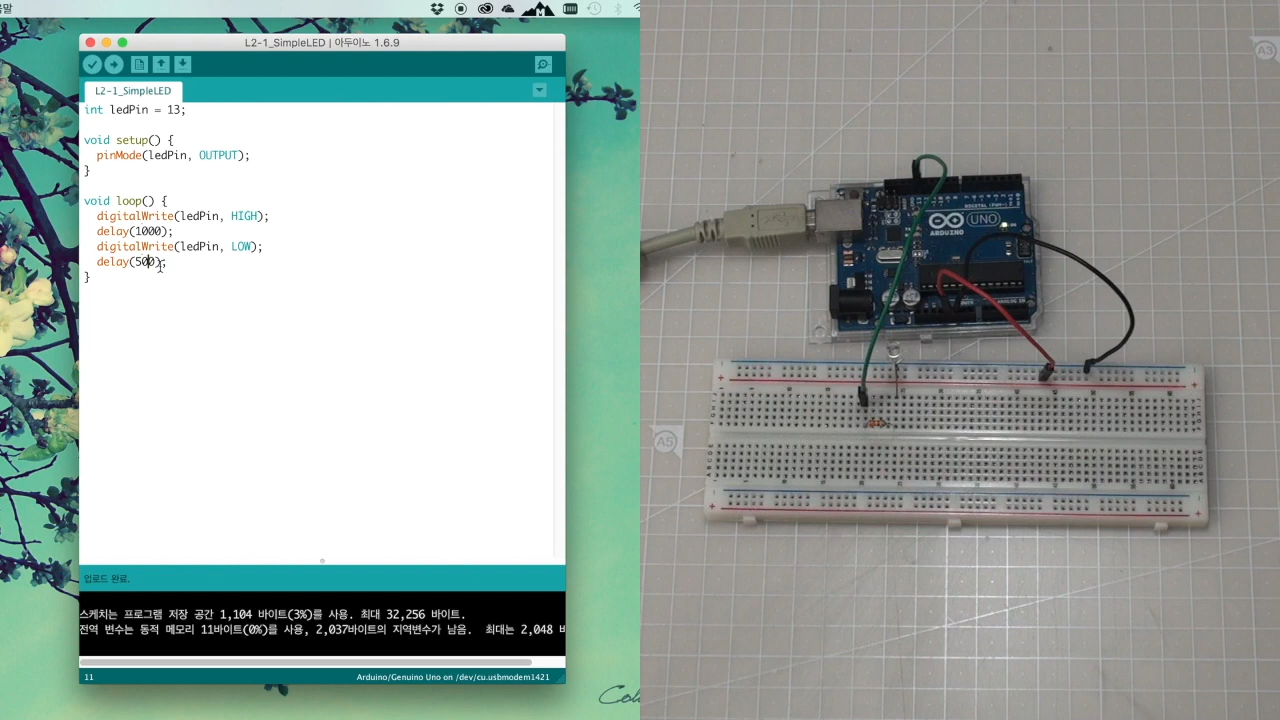 음말
L2-1_SimpleLED | 아두이노 1.6.9
L2-1_SimpleLED
int ledPin = 13;
void setup() {
pinMode(ledPin, OUTPUT);
}
void loop() {
digitalWrite(ledPin, HIGH);
delay(1000);
digitalWrite(ledPin, LOW);
delay(500);
}
업로드 완료.
스케치는 프로그램 저장 공간 1,104 바이트(3%)를 사용. 최대 32,256 바이트.
전역 변수는 동적 메모리 11바이트(0%)를 사용, 2,037바이트의 지역변수가 남음.  최대는 2,048 바
11
Arduino/Genuino Uno on /dev/cu.usbmodem1421
A3
DIGITAL (PWM~)
UNO
ARDUINO
ANALOG IN
A5